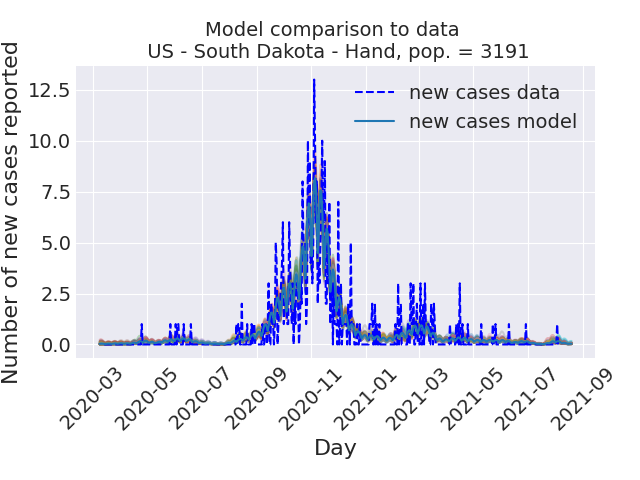 Model comparison to data
US - South Dakota - Hand, pop. = 3191
Number of new cases reported
12.5
10.0
7.5
5.0
2.5
0.0
new cases data
new cases model
2020-03
2020-05
2020-07
2020-09
2020-11
2021-01
2021-03
2021-05
2021-07
2021-09
Day